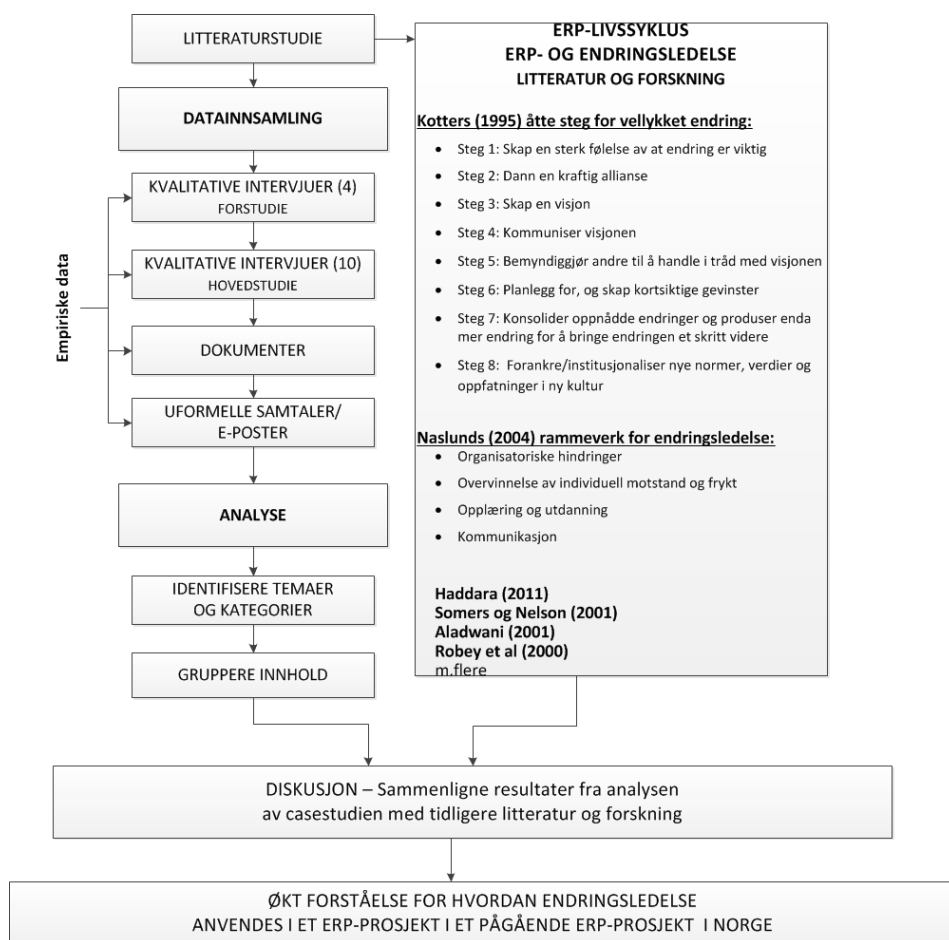 LITTERATURSTUDIE
DATAINNSAMLING
KVALITATIVE INTERVJUER (4)
FORSTUDIE
KVALITATIVE INTERVJUER (10)
HOVEDSTUDIE
DOKUMENTER
UFORMELLE SAMTALER/
E-POSTER
Empiriske data
ANALYSE
IDENTIFISERE TEMAER
OG KATEGORIER
GRUPPERE INNHOLD
ERP-LIVSSYKLUS
ERP- OG ENDRINGSLEDELSE
LITTERATUR OG FORSKNING
Kotters (1995) åtte steg for vellykket endring:
• Steg 1: Skap en sterk følelse av at endring er viktig
• Steg 2: Dann en kraftig allianse
• Steg 3: Skap en visjon
• Steg 4: Kommuniser visjonen
• Steg 5: Bemyndiggjør andre til å handle i tråd med visjonen
• Steg 6: Planlegg for, og skap kortsiktige gevinster
• Steg 7: Konsolider oppnådde endringer og produser enda
mer endring for å bringe endringen et skritt videre
• Steg 8: Forankre/institusjonaliser nye normer, verdier og
oppfatninger i ny kultur
Naslunds (2004) rammeverk for endringsledelse:
• Organisatoriske hindringer
• Overvinnelse av individuell motstand og frykt
• Opplæring og utdanning
• Kommunikasjon
Haddara (2011)
Somers og Nelson (2001)
Aladwani (2001)
Robey et al (2000)
m.flere
DISKUSJON – Sammenligne resultater fra analysen
av casestudien med tidligere litteratur og forskning
ØKT FORSTÅELSE FOR HVORDAN ENDRINGSLEDELSE
ANVENDES I ET ERP-PROSJEKT I ET PÅGÅENDE ERP-PROSJEKT I NORGE